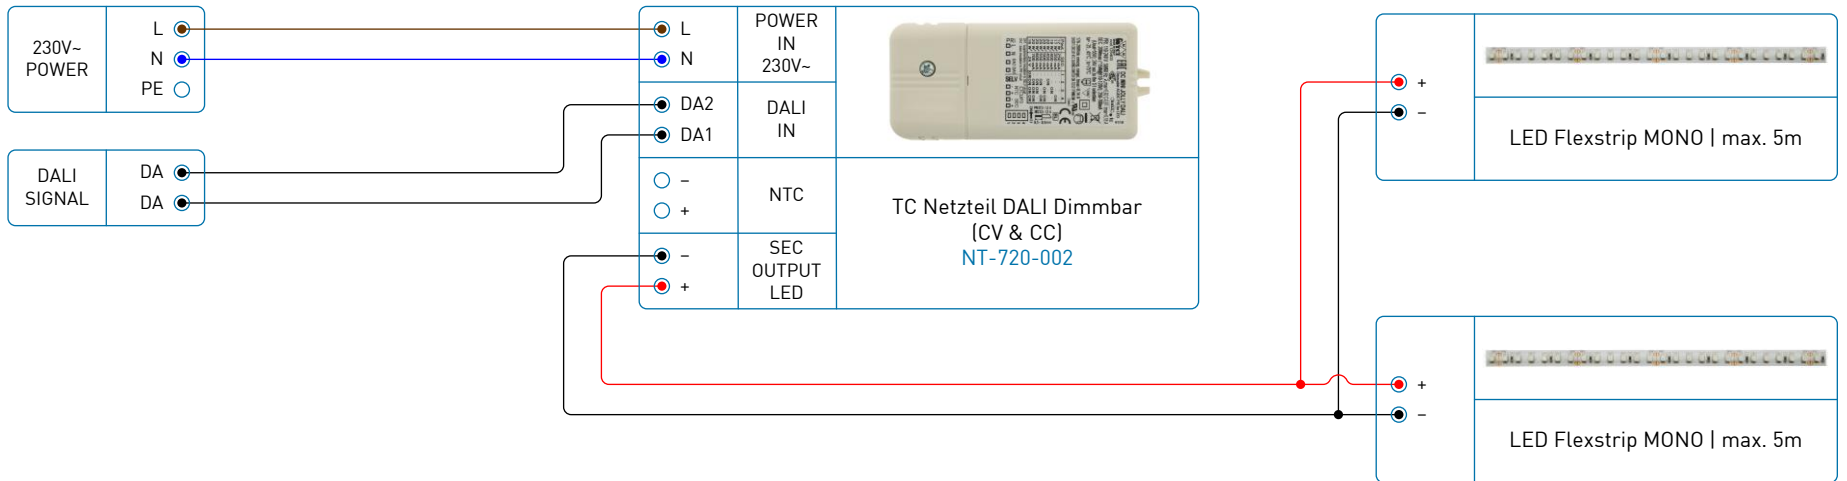 230V~
POWER
L
N
PE
DALI
SIGNAL
DA
DA
L
N
POWER
IN
230V~
DA2
DA1
DALI
IN
–
+
NTC
–
+
SEC
OUTPUT
LED
TC Netzteil DALI Dimmbar
(CV & CC)
NT-720-002
+
–
LED Flexstrip MONO | max. 5m
+
–
LED Flexstrip MONO | max. 5m